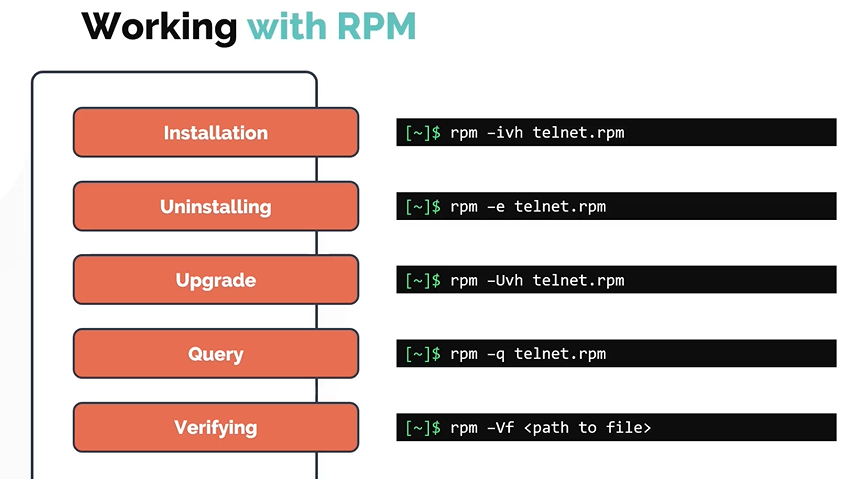 Working with RPM
Installation
[~]$ rpm –ivh telnet.rpm
Uninstalling
[~]$ rpm –e telnet.rpm
Upgrade
[~]$ rpm –Uvh telnet.rpm
Query
[~]$ rpm –q telnet.rpm
Verifying
[~]$ rpm –Vf <path to file>